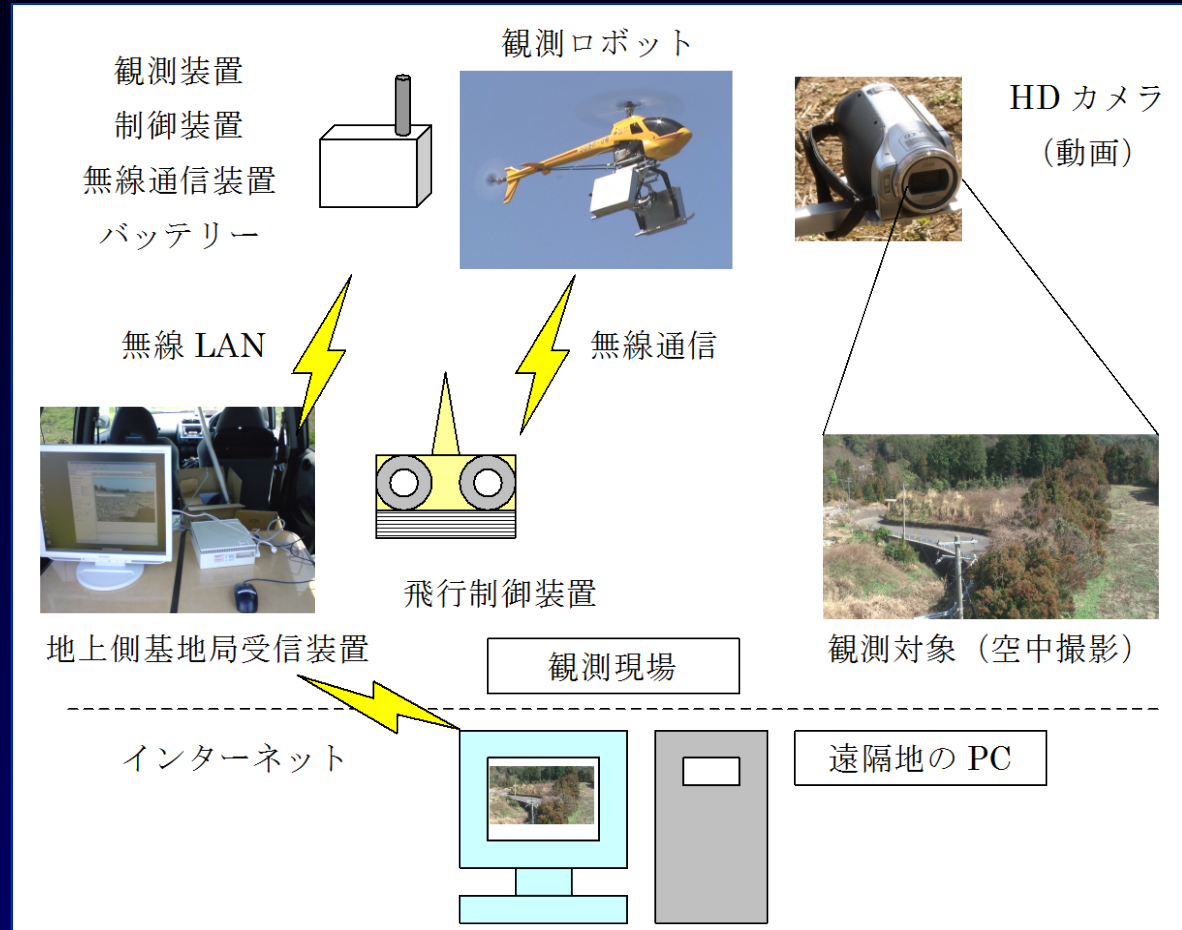 観測ロボット
観測装置
制御装置
無線通信装置
バッテリー
HD カメラ
（動画）
無線 LAN
無線通信
飛行制御装置
地上側基地局受信装置
観測対象（空中撮影）
観測現場
インターネット
遠隔地の PC